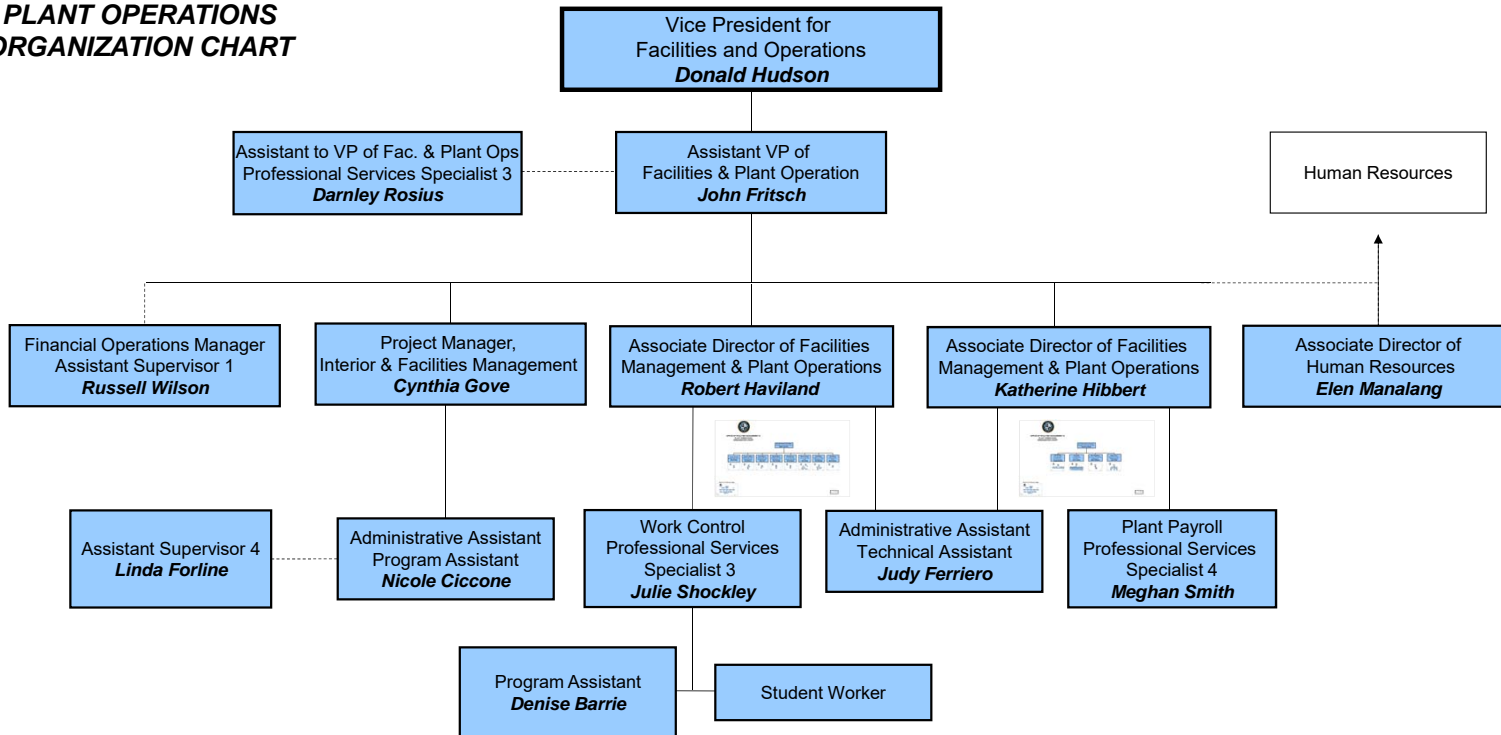 PLANT OPERATIONS
ORGANIZATION CHART
Vice President for
Facilities and Operations
Donald Hudson
Assistant to VP of Fac. & Plant Ops
Professional Services Specialist 3
Darnley Rosius
Assistant VP of
Facilities & Plant Operation
John Fritsch
Human Resources
Financial Operations Manager
Assistant Supervisor 1
Russell Wilson
Project Manager,
Interior & Facilities Management
Cynthia Gove
Associate Director of Facilities
Management & Plant Operations
Robert Haviland
Associate Director of Facilities
Management & Plant Operations
Katherine Hibbert
Associate Director of
Human Resources
Elen Manalang
Assistant Supervisor 4
Linda Forline
Administrative Assistant
Program Assistant
Nicole Ciccone
Work Control
Professional Services
Specialist 3
Julie Shockley
Administrative Assistant
Technical Assistant
Judy Ferriero
Plant Payroll
Professional Services
Specialist 4
Meghan Smith
Program Assistant
Denise Barrie
Student Worker